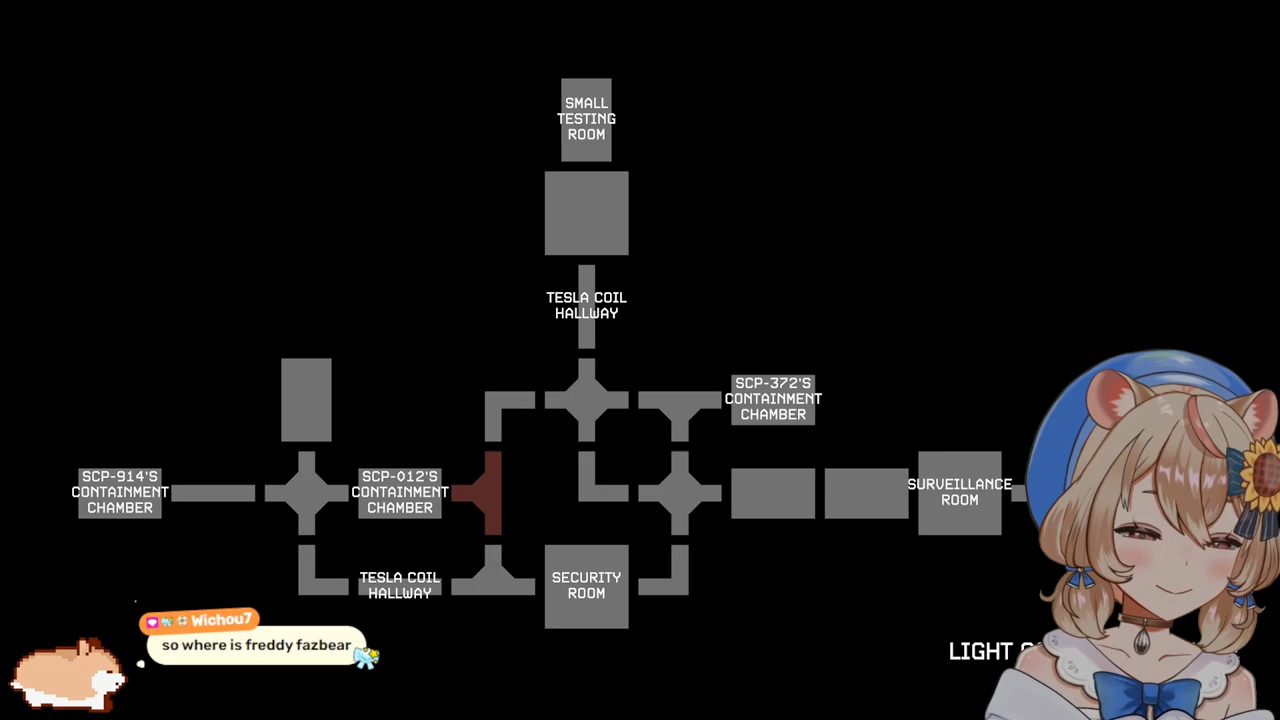 SMALL
TESTING
ROOM
TESLA COIL
HALLWAY
SCP-372'S
CONTAINMENT
CHAMBER
SCP-914'S
CONTAINMENT
CHAMBER
SCP-012'S
CONTAINMENT
CHAMBER
SURVEILLANCE
ROOM
TESLA COIL
HALLWAY
SECURITY
ROOM
Wichou7
so where is freddy fazbear
LIGHT